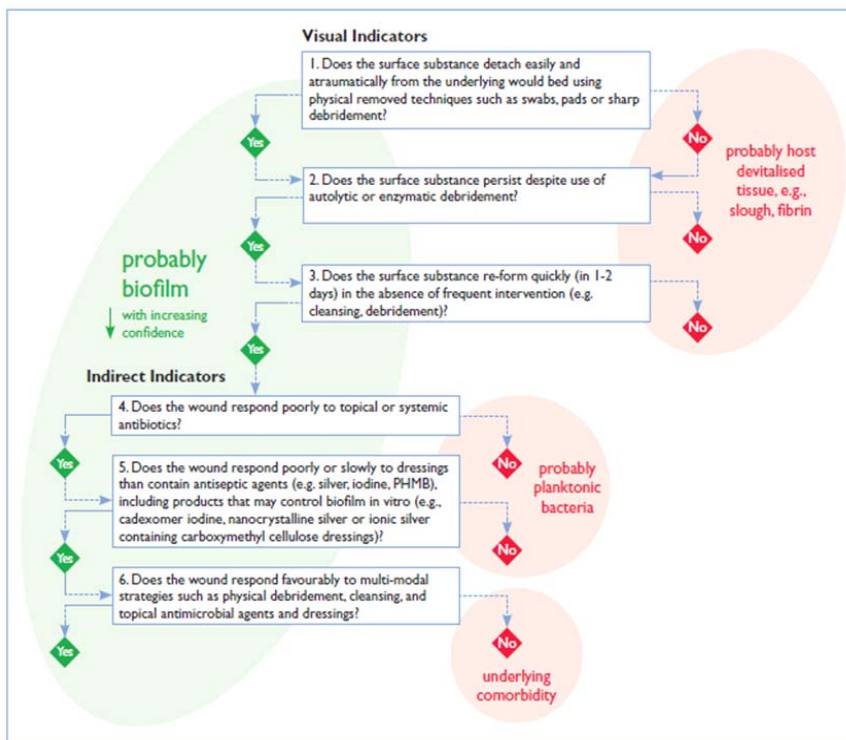 Visual Indicators
1. Does the surface substance detach easily and
atraumatically from the underlying would bed using
physical removed techniques such as swabs, pads or sharp
debridement?
Yes
No
probably host
devitalised
tissue, e.g.,
slough, fibrin
2. Does the surface substance persist despite use of
autolytic or enzymatic debridement?
Yes
No
probably
biofilm
with increasing
confidence
3. Does the surface substance re-form quickly (in 1-2
days) in the absence of frequent intervention (e.g.
cleansing, debridement)?
Yes
No
Indirect Indicators
4. Does the wound respond poorly to topical or systemic
antibiotics?
Yes
No
probably
planktonic
bacteria
5. Does the wound respond poorly or slowly to dressings
than contain antiseptic agents (e.g. silver, iodine, PHMB),
including products that may control biofilm in vitro (e.g.,
cadexomer iodine, nanocrystalline silver or ionic silver
containing carboxymethyl cellulose dressings)?
Yes
No
6. Does the wound respond favourably to multi-modal
strategies such as physical debridement, cleansing, and
topical antimicrobial agents and dressings?
Yes
No
underlying
comorbidity